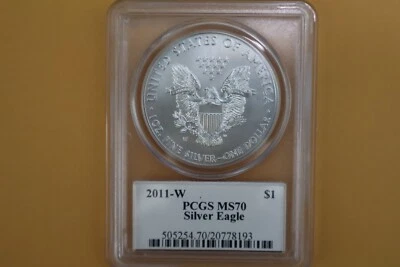 UNITED STATES OF AMERICA
1 OZ. FINE SILVER~ONE DOLLAR
2011-W $1
PCGS MS70
Silver Eagle
505254.70/20778193